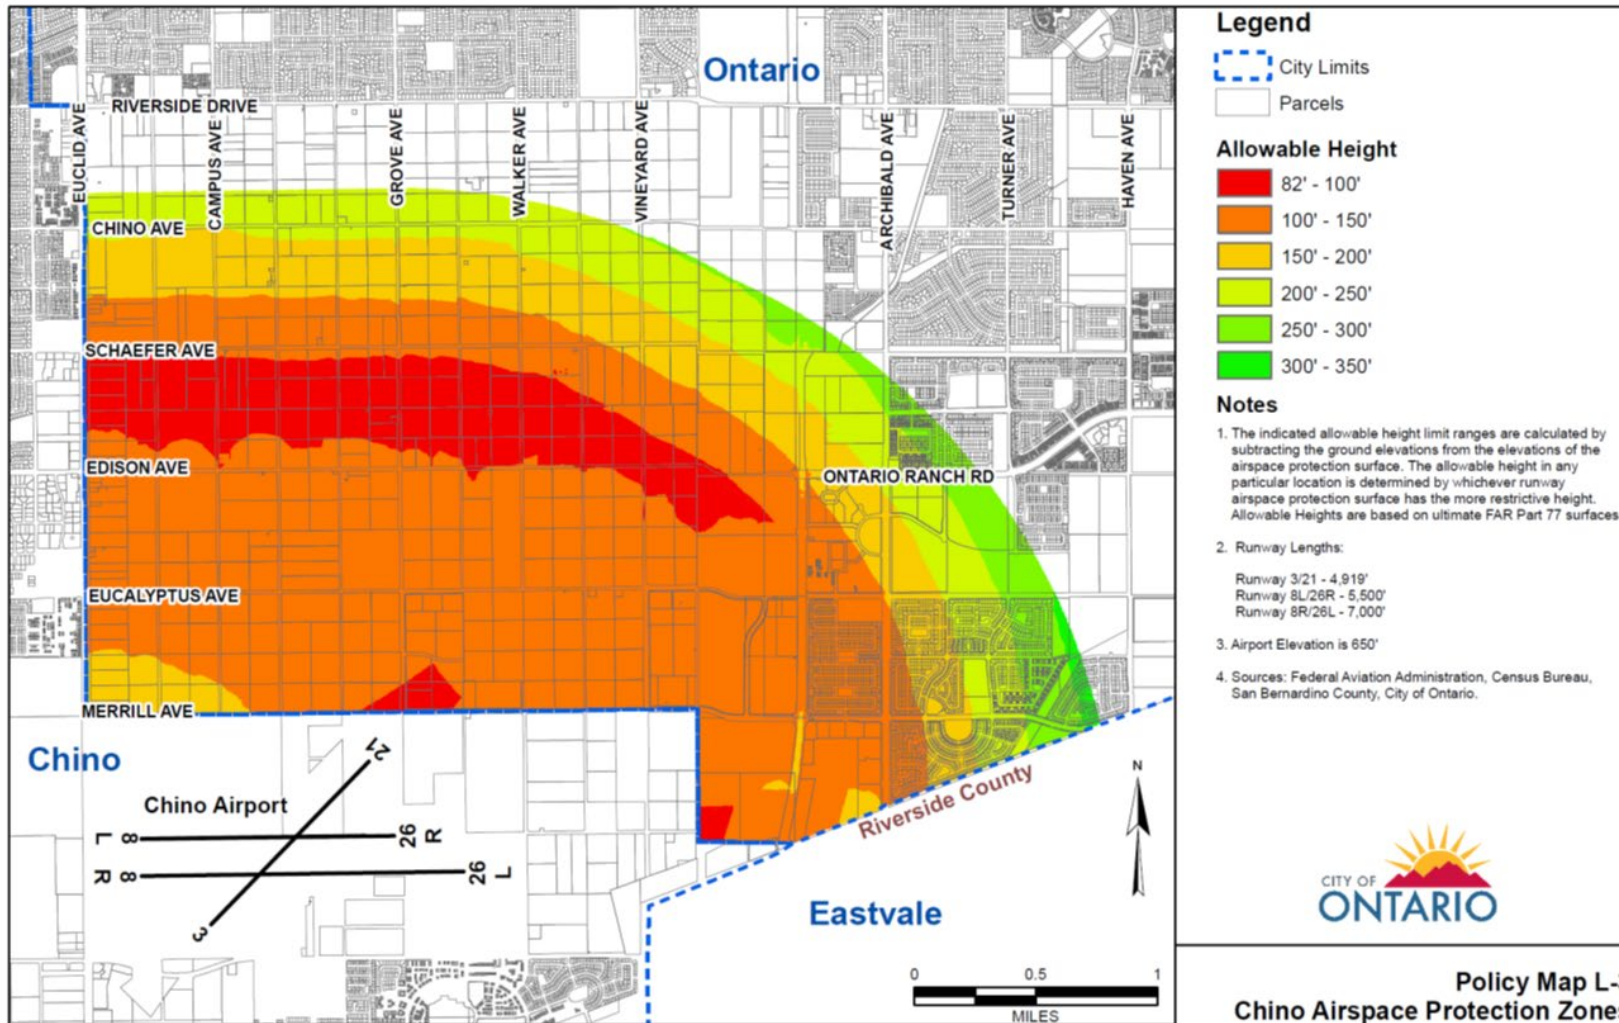 Ontario
RIVERSIDE DRIVE
EUCLID AVE
CAMPUS AVE
GROVE AVE
WALKER AVE
VINEYARD AVE
ARCHIBALD AVE
TURNER AVE
HAVEN AVE
CHINO AVE
SCHAEFER AVE
EDISON AVE
ONTARIO RANCH RD
EUCALYPTUS AVE
MERRILL AVE
Chino
Chino Airport
21
L 8
26 R
R 8
26 L
3
Riverside County
Eastvale
N
0 0.5 1
MILES
Legend
City Limits
Parcels
Allowable Height
82' - 100'
100' - 150'
150' - 200'
200' - 250'
250' - 300'
300' - 350'
Notes
1. The indicated allowable height limit ranges are calculated by
subtracting the ground elevations from the elevations of the
airspace protection surface. The allowable height in any
particular location is determined by whichever runway
airspace protection surface has the more restrictive height.
Allowable Heights are based on ultimate FAR Part 77 surfaces
2. Runway Lengths:
Runway 3/21 - 4,919'
Runway 8L/26R - 5,500'
Runway 8R/26L - 7,000'
3. Airport Elevation is 650'
4. Sources: Federal Aviation Administration, Census Bureau,
San Bernardino County, City of Ontario.
CITY OF
ONTARIO
Policy Map L-
Chino Airspace Protection Zone